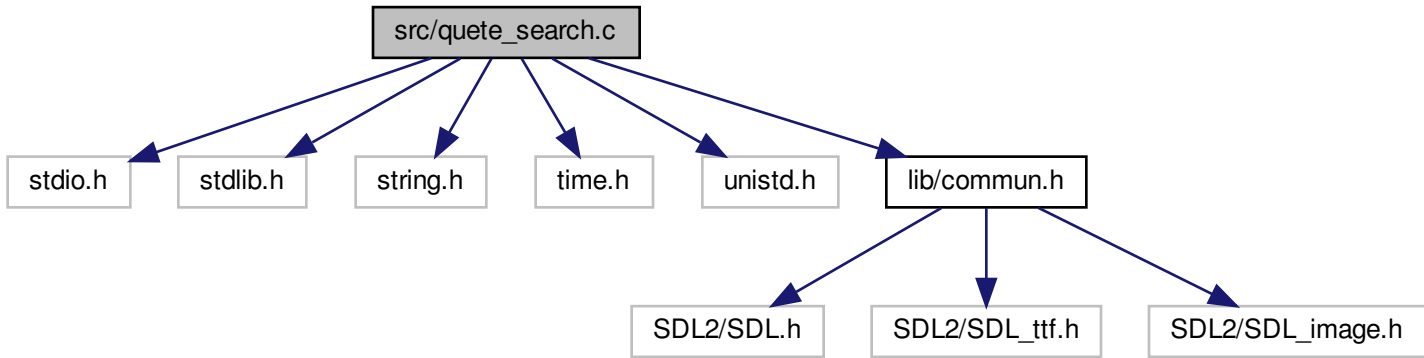 src/quete_search.c
stdio.h
stdlib.h
string.h
time.h
unistd.h
lib/commun.h
SDL2/SDL.h
SDL2/SDL_ttf.h
SDL2/SDL_image.h